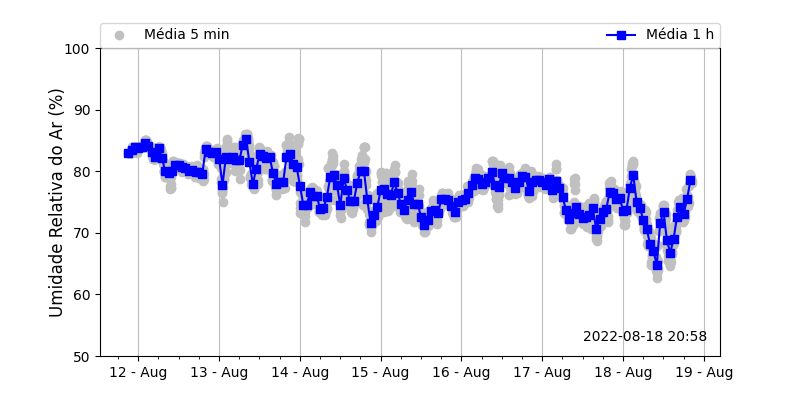 Média 5 min
Média 1 h
100
90
80
70
60
50
Umidade Relativa do Ar (%)
2022-08-18 20:58
12 - Aug
13 - Aug
14 - Aug
15 - Aug
16 - Aug
17 - Aug
18 - Aug
19 - Aug